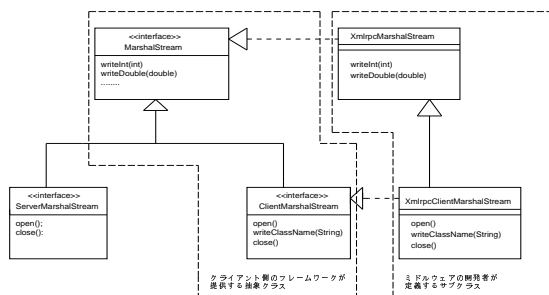 <<interface>>
MarshalStream
writeInt(int)
writeDouble(double)
........
XmlrpcMarshalStream
writeInt(int)
writeDouble(double)
<<interface>>
ServerMarshalStream
open();
close():
<<interface>>
ClientMarshalStream
open()
writeClassName(String)
close()
XmlrpcClientMarshalStream
open()
writeClassName(String)
close()
クライアント側のフレームワークが
提供する抽象クラス
ミドルウェアの開発者が
定義するサブクラス